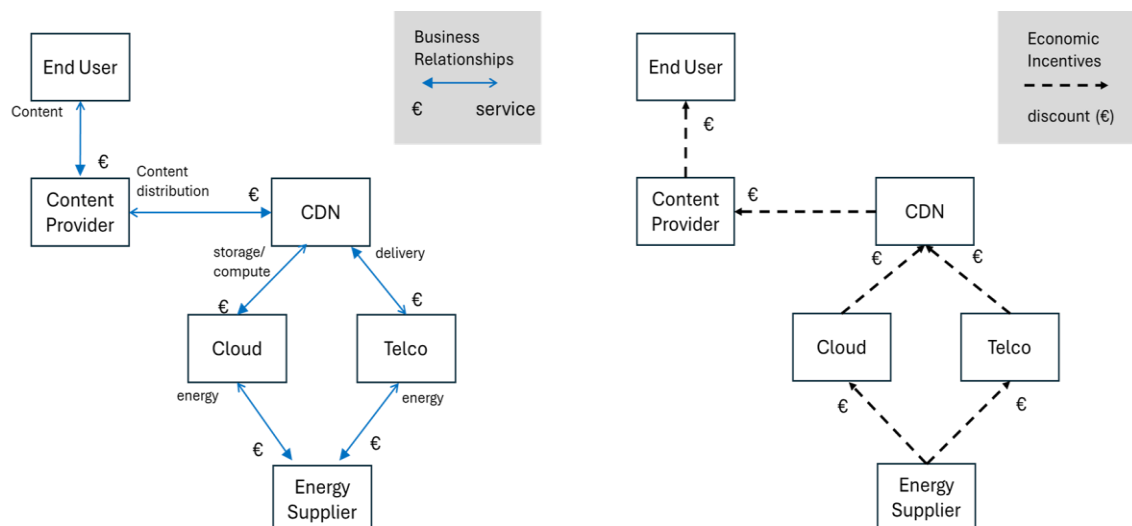 End User
Business
Relationships
€
service
Content
€
Content
distribution
€
Content
Provider
CDN
storage/
compute
delivery
€
€
Cloud
Telco
energy
energy
€
€
Energy
Supplier
End User
Economic
Incentives
discount (€)
€
Content
Provider
€
CDN
€
€
Cloud
Telco
€
€
Energy
Supplier